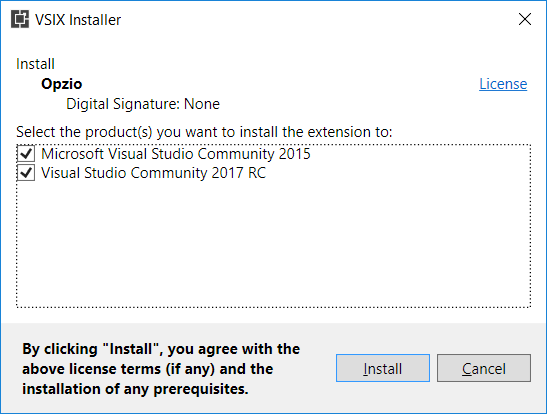 VSIX Installer
Install
Opzio
License
Digital Signature: None
Select the product(s) you want to install the extension to:
Microsoft Visual Studio Community 2015
Visual Studio Community 2017 RC
By clicking "Install", you agree with the
above license terms (if any) and the
installation of any prerequisites.
Install
Cancel